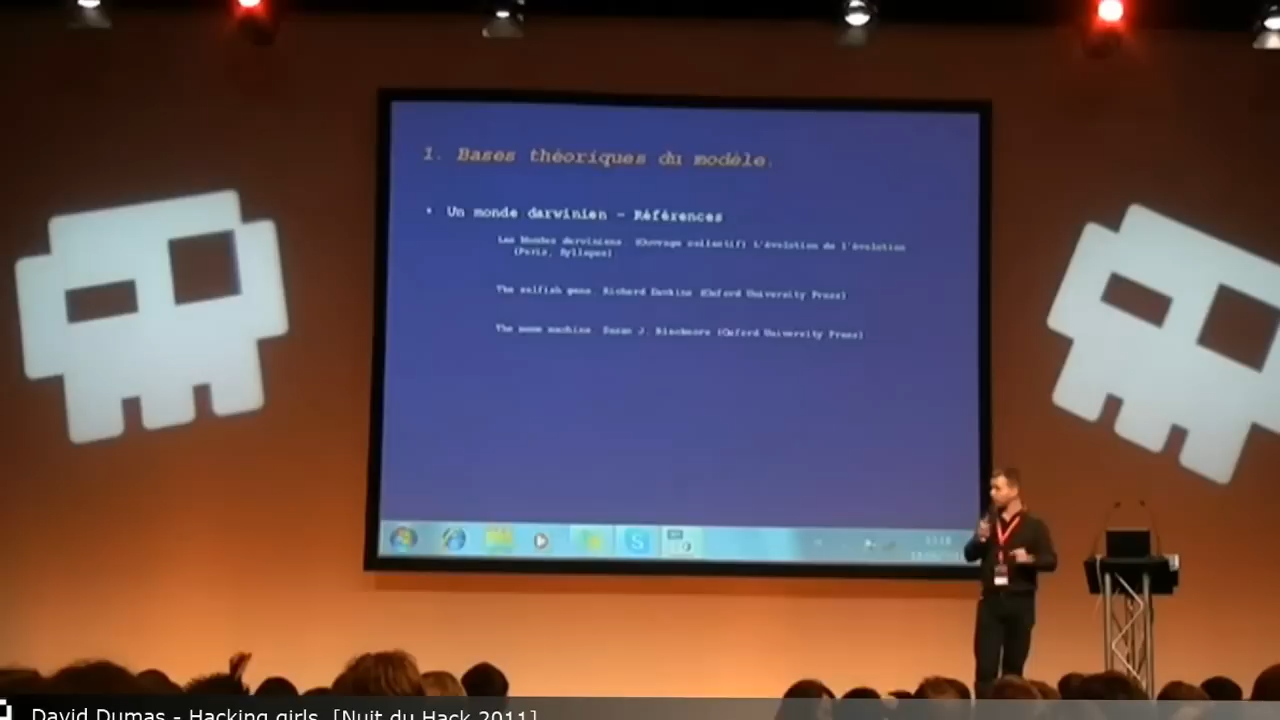 1. Bases théoriques du modèle.
• Un monde darwinien - Références
Les Mondes darwiniens (Ouvrage collectif) L'évolution de l'évolution
(Paris, Syllepse)
The selfish gene. Richard Dawkins (Oxford University Press)
The meme machine. Susan J. Blackmore (Oxford University Press)
S
David Dumas - Hacking girls [Nuit du Hack 2011]